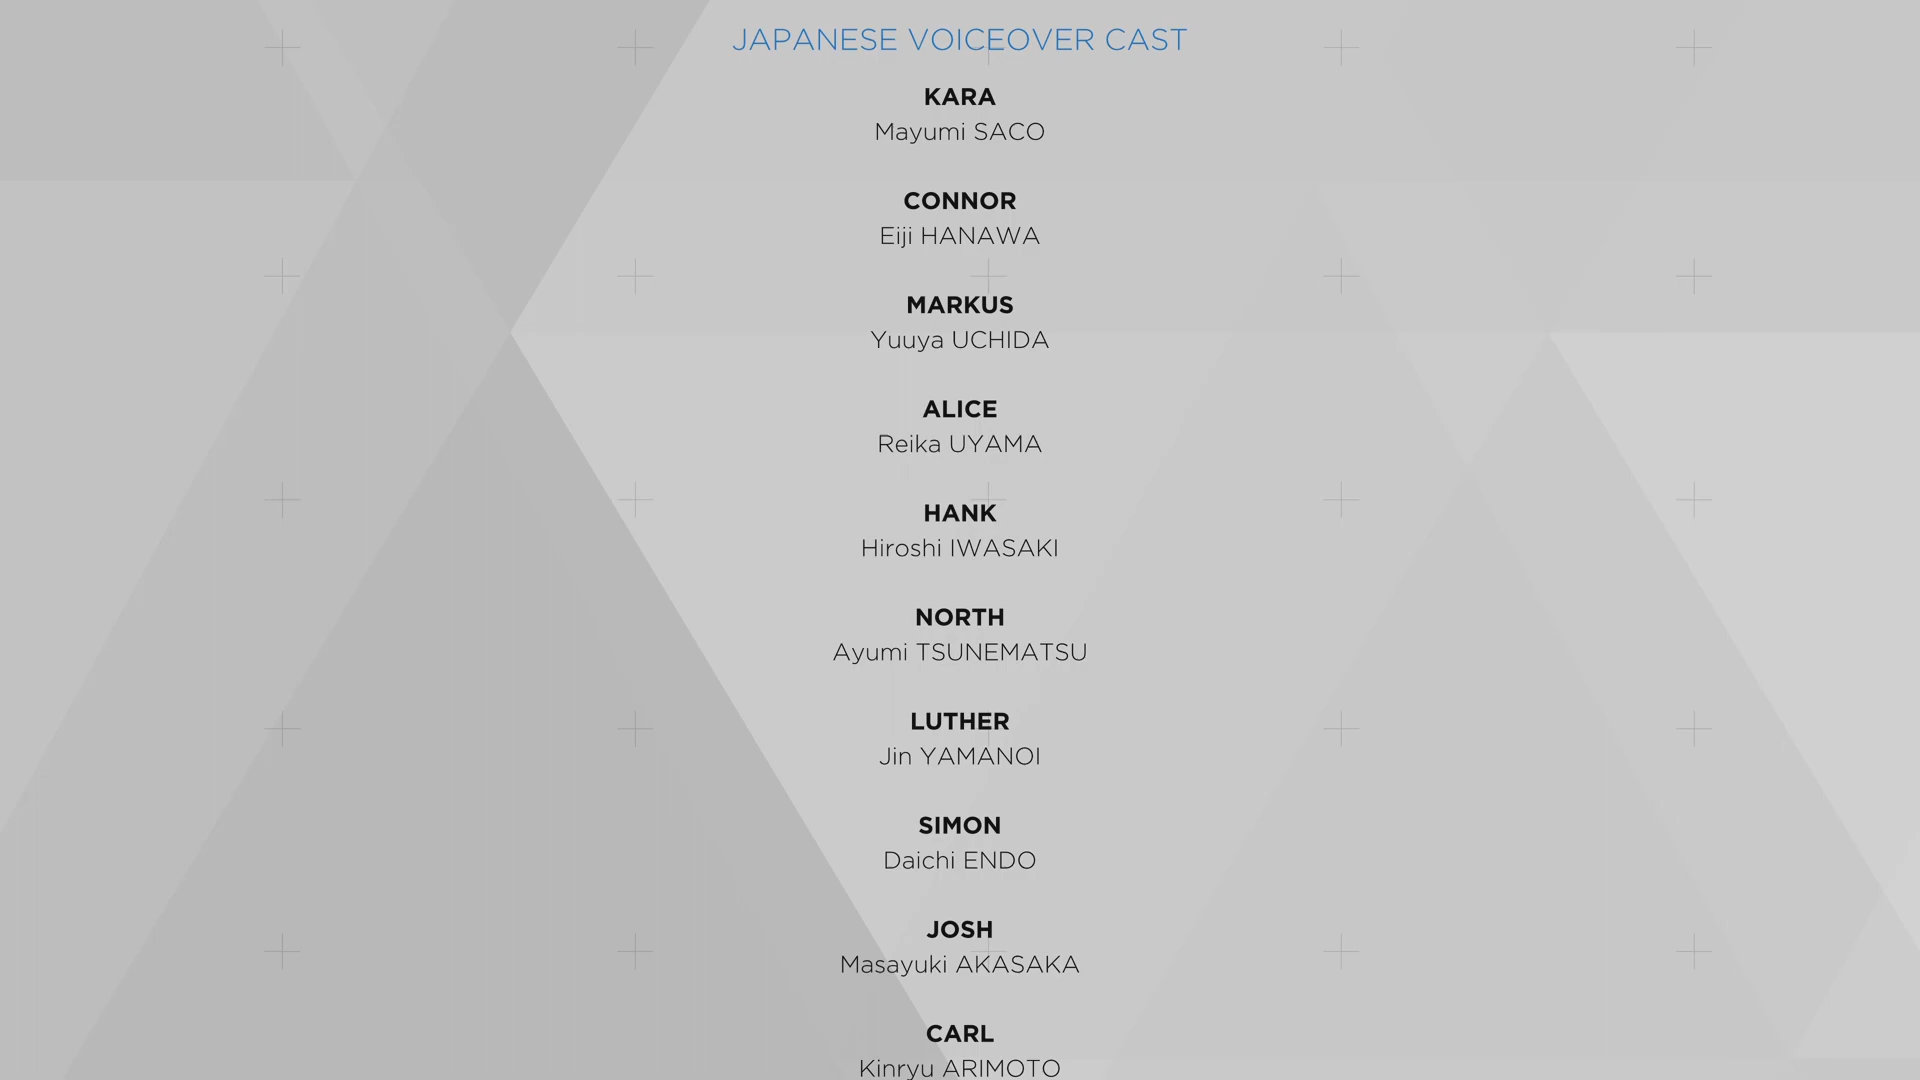 JAPANESE VOICEOVER CAST
KARA
Mayumi SACO
CONNOR
Eiji HANAWA
MARKUS
Yuuya UCHIDA
ALICE
Reika UYAMA
HANK
Hiroshi IWASAKI
NORTH
Ayumi TSUNEMATSU
LUTHER
Jin YAMANOI
SIMON
Daichi ENDO
JOSH
Masayuki AKASAKA
CARL
Kinryu ARIMOTO